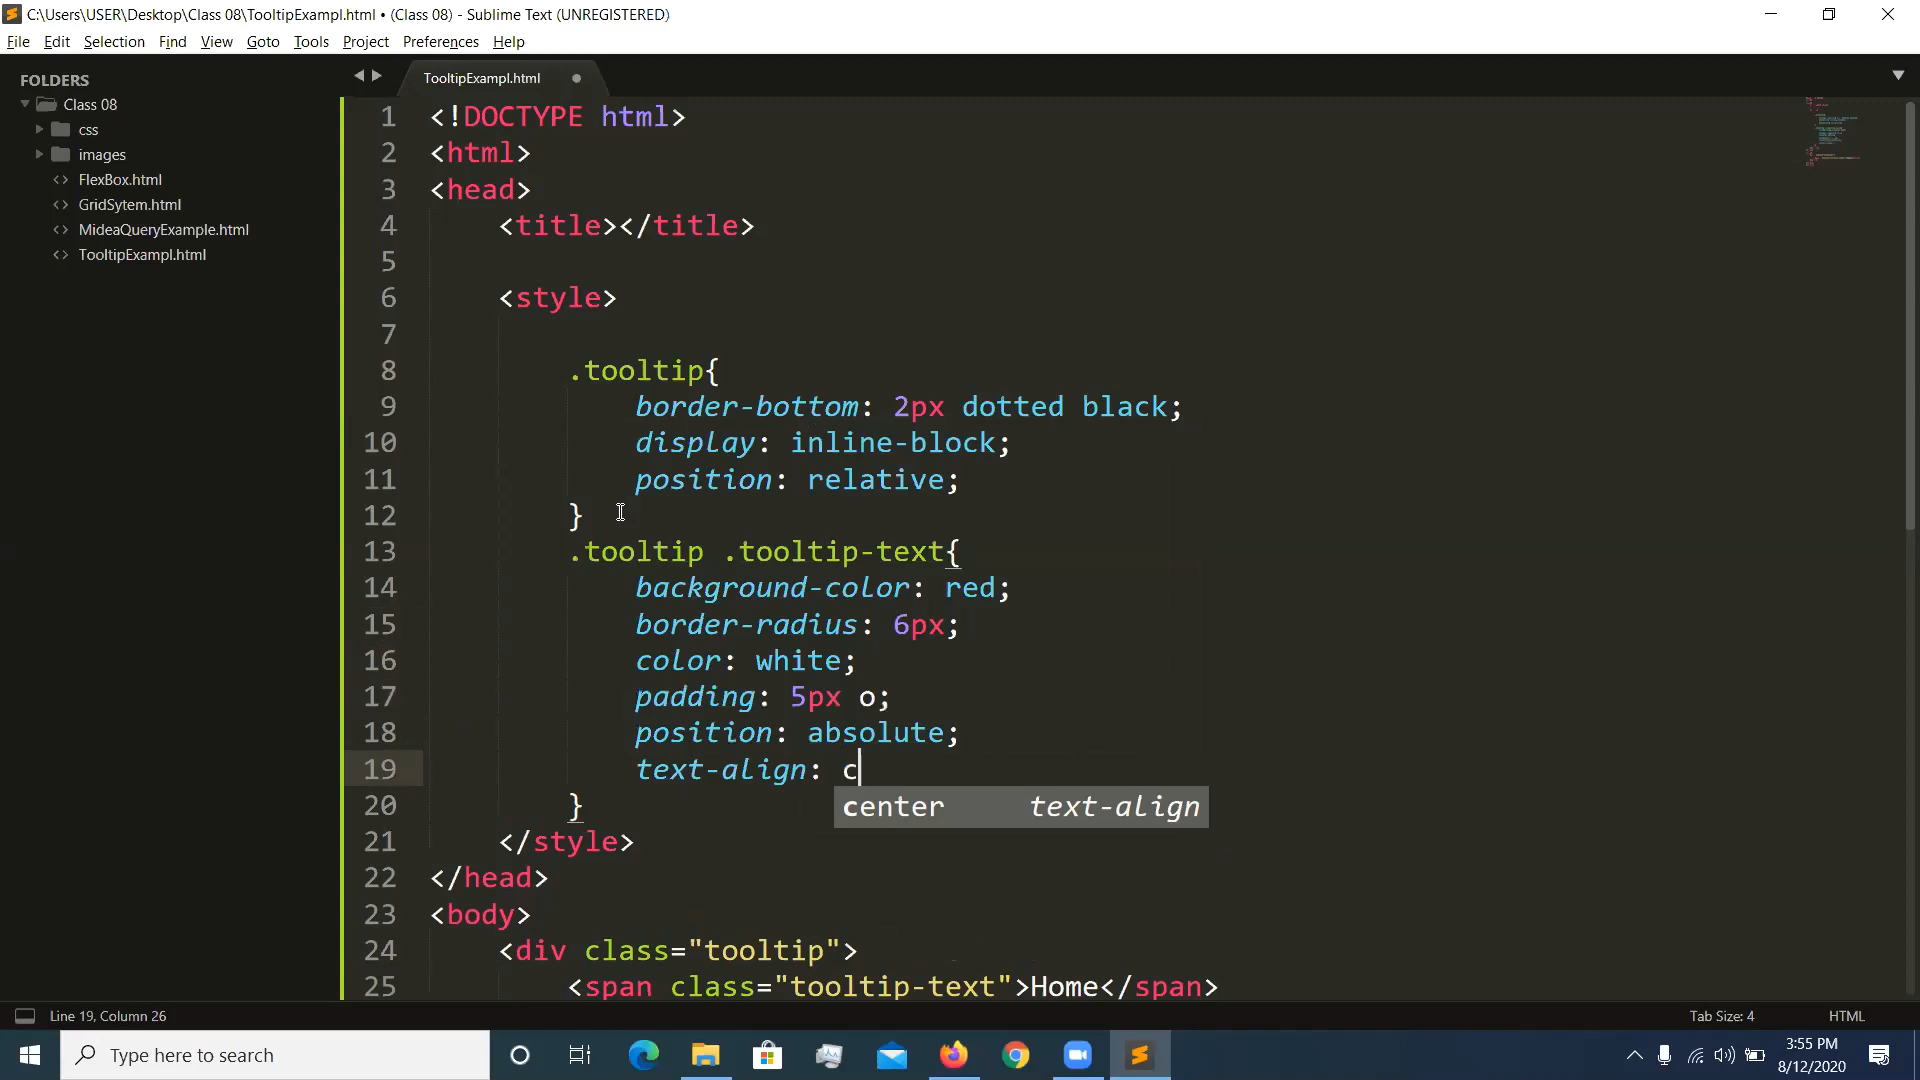 C:\Users\USER\Desktop\Class 08\TooltipExampl.html • (Class 08) - Sublime Text (UNREGISTERED)
File Edit Selection Find View Goto Tools Project Preferences Help
FOLDERS
Class 08
css
images
FlexBox.html
GridSytem.html
MideaQueryExample.html
TooltipExampl.html
TooltipExampl.html
1 <!DOCTYPE html>
2 <html>
3 <head>
4 <title></title>
5
6 <style>
7
8 .tooltip{
9 border-bottom: 2px dotted black;
10 display: inline-block;
11 position: relative;
12 }
13 .tooltip .tooltip-text{
14 background-color: red;
15 border-radius: 6px;
16 color: white;
17 padding: 5px o;
18 position: absolute;
19 text-align: c
center text-align
20 }
21 </style>
22 </head>
23 <body>
24 <div class="tooltip">
25 <span class="tooltip-text">Home</span>
Line 19, Column 26 Tab Size: 4 HTML
Type here to search
3:55 PM
8/12/2020